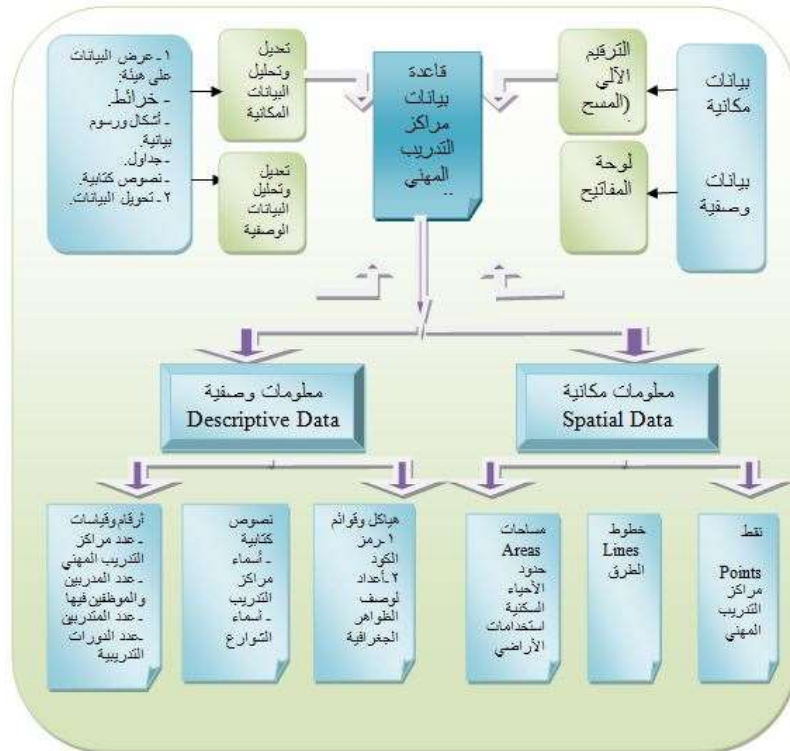 بيانات
مكانية
بيانات
وصفية
الترقيم
الآلي
(المسح
لوحة
المفاتيح
قاعدة
بيانات
مراكز
التدريب
المهني
..
تعديل
وتحليل
البيانات
المكانية
تعديل
وتحليل
البيانات
الوصفية
١- عرض البيانات
على هيئة:
- خرائط.
- أشكال ورسوم
بيانية.
- جداول.
- نصوص كتابية.
٢- تحويل البيانات.
معلومات مكانية
Spatial Data
معلومات وصفية
Descriptive Data
نقط
Points
مراكز
التدريب
المهني
خطوط
Lines
الطرق
مساحات
Areas
حدود
الأحياء
السكنية
استخدامات
الأراضي
هياكل وقوائم
١- رمز
الكود
٢- أعداد
لوصف
الظواهر
الجغرافية
نصوص
كتابية
- أسماء
مراكز
التدريب
- أسماء
الشوارع
أرقام وقياسات
- عدد مراكز
التدريب المهني
- عدد المدربين
والموظفين فيها
- عدد المتدربين
- عدد الدورات
التدريبية